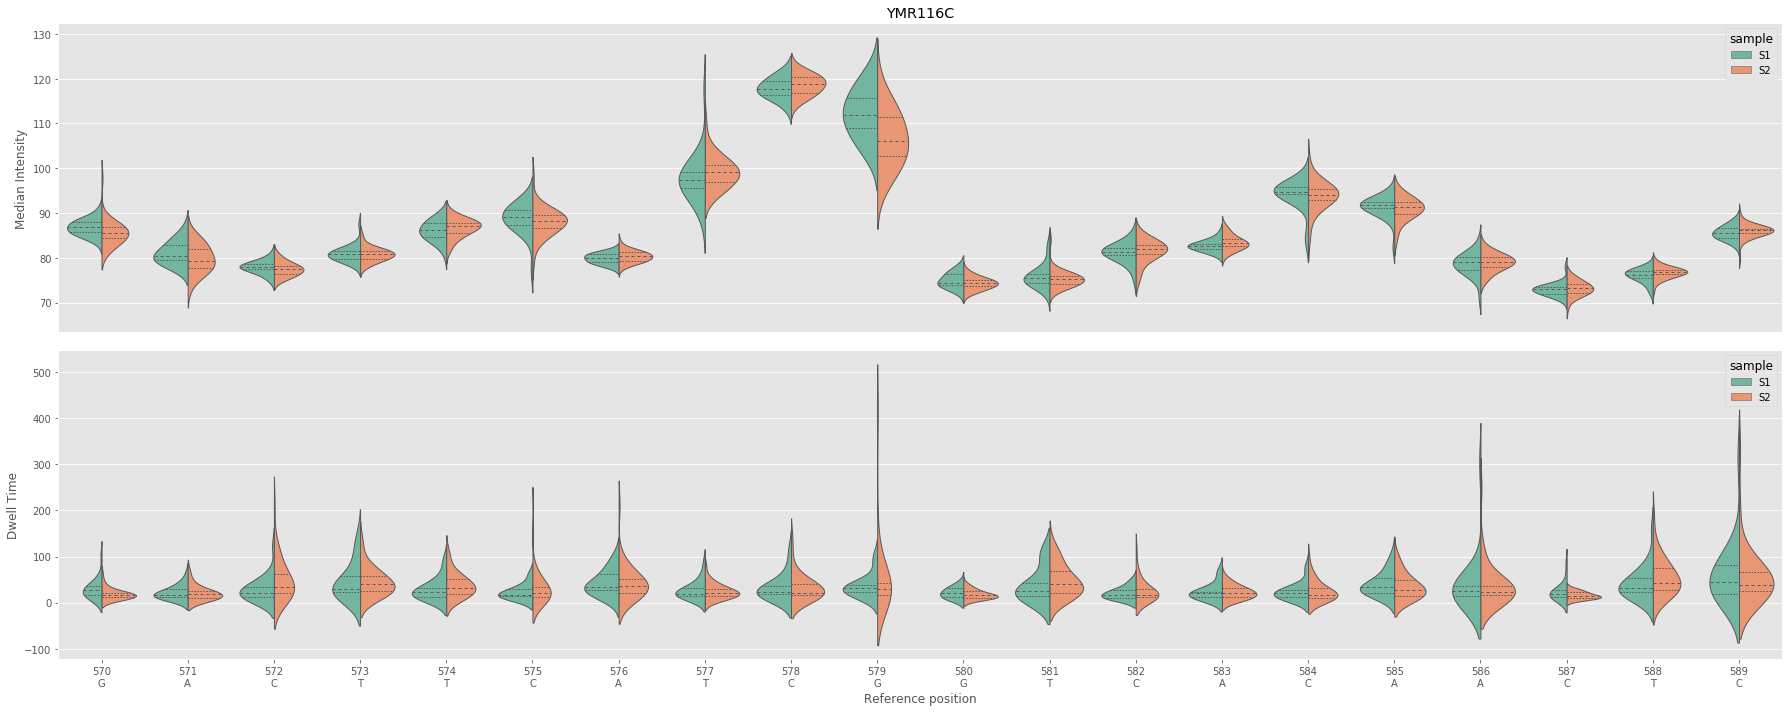 YMR116C
130
120
110
100
90
80
70
Median Intensity
sample
S1
S2
500
400
300
200
100
0
−100
Dwell Time
sample
S1
S2
570 571 572 573 574 575 576 577 578 579 580 581 582 583 584 585 586 587 588 589
G A C T T C A T C G G T C A C A A C T C
Reference position